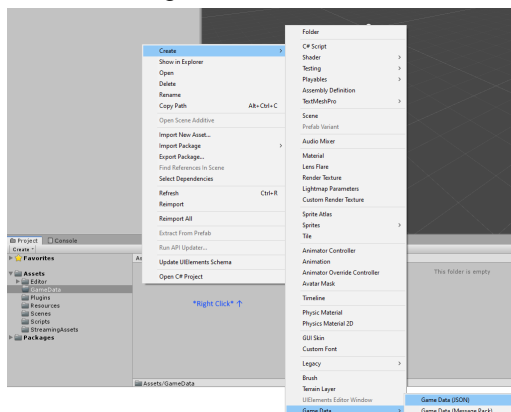 Folder
C# Script
Shader
Testing
Playables
Assembly Definition
TextMeshPro
Scene
Prefab Variant
Audio Mixer
Material
Lens Flare
Render Texture
Lightmap Parameters
Custom Render Texture
Sprite Atlas
Sprites
Tile
Animator Controller
Animation
Animator Override Controller
Avatar Mask
Timeline
Physic Material
Physics Material 2D
GUI Skin
Custom Font
Legacy
Brush
Terrain Layer
UIElements Editor Window
Game Data
Game Data (JSON)
Game Data (Message Pack)
Create
Show in Explorer
Open
Delete
Rename
Copy Path Alt+Ctrl+C
Open Scene Additive
Import New Asset...
Import Package
Export Package...
Find References In Scene
Select Dependencies
Refresh Ctrl+R
Reimport
Reimport All
Extract From Prefab
Run API Updater...
Update UIElements Schema
Open C# Project
Project Console
Create
Favorites
Assets
Editor
GameData
Plugins
Resources
Scenes
Scripts
StreamingAssets
Packages
*Right Click* ↑
This folder is empty
Assets/GameData